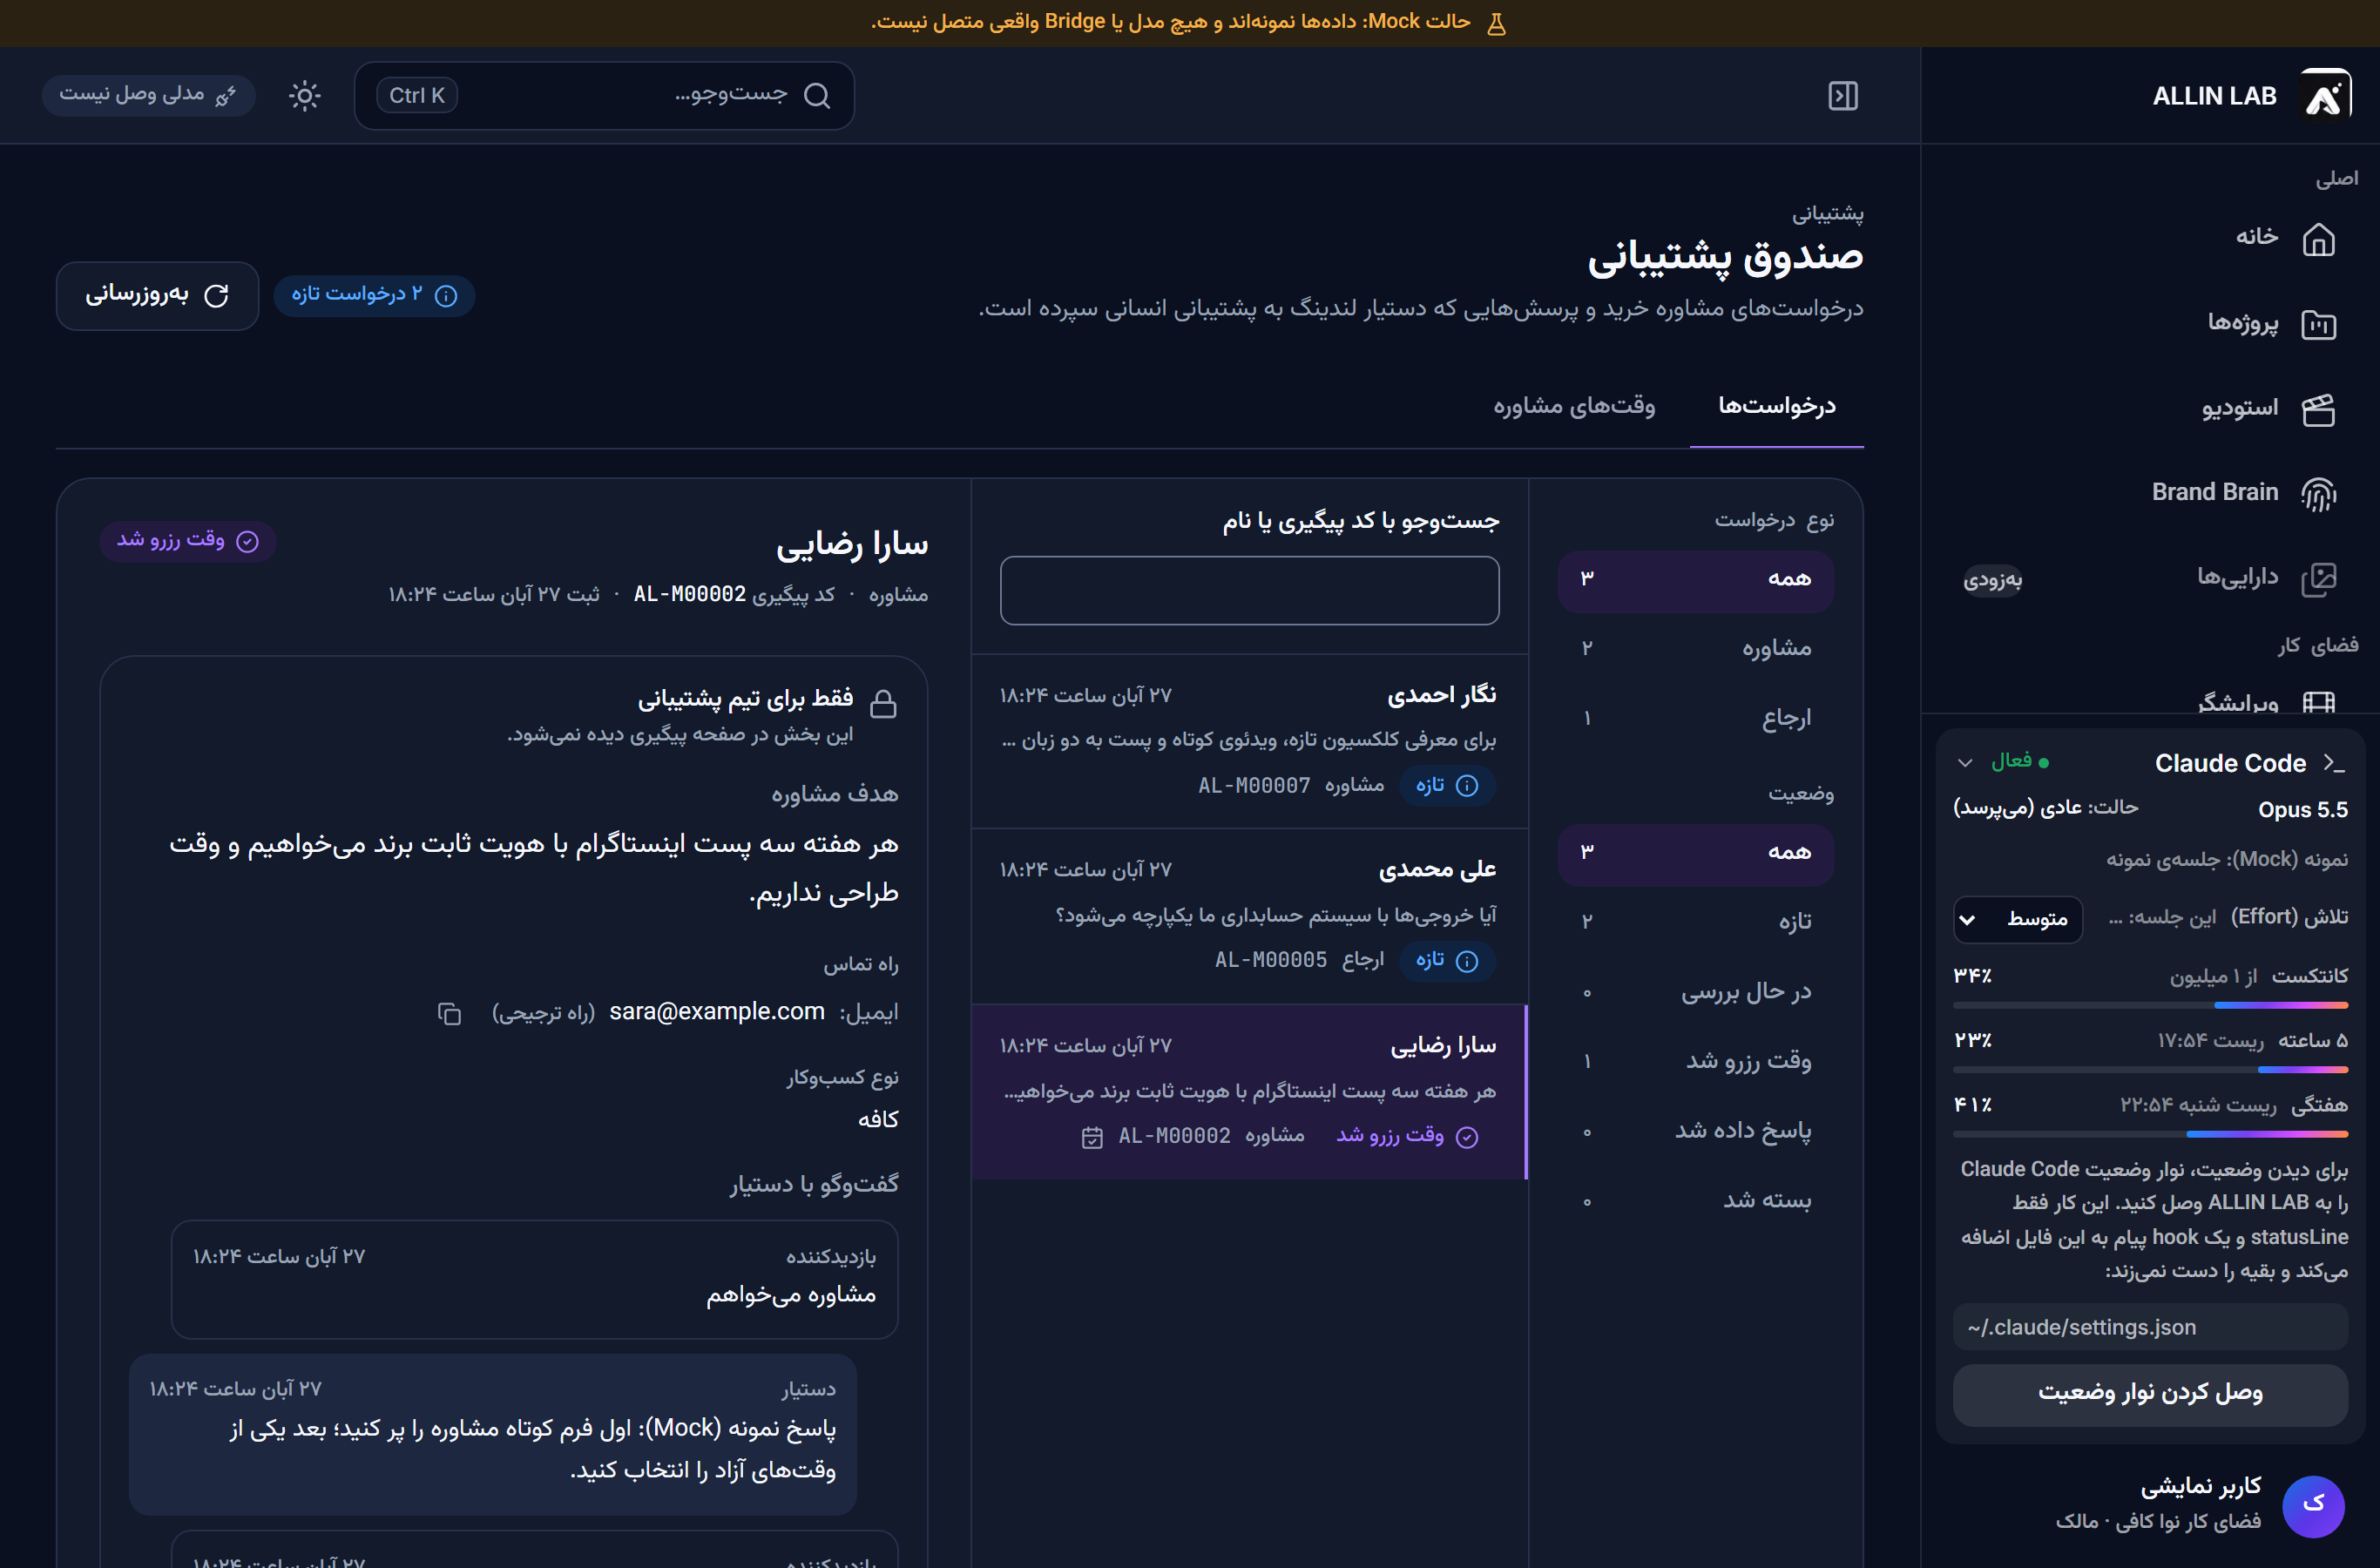 حالت Mock: داده‌ها نمونه‌اند و هیچ مدل یا Bridge واقعی متصل نیست.
ALLIN LAB
جست‌وجو...
Ctrl K
مدلی وصل نیست
اصلی
خانه
پروژه‌ها
استودیو
Brand Brain
دارایی‌ها
به‌زودی
فضای کار
ویرایشگر
Claude Code
فعال
Opus 5.5
حالت: عادی (می‌پرسد)
نمونه (Mock): جلسه‌ی نمونه
تلاش (Effort) این جلسه: ...
متوسط
کانتکست از ۱ میلیون
۳۴٪
۵ ساعته ریست ۱۷:۵۴
۲۳٪
هفتگی ریست شنبه ۲۲:۵۴
۴۱٪
برای دیدن وضعیت، نوار وضعیت Claude Code
را به ALLIN LAB وصل کنید. این کار فقط
statusLine و یک hook پیام به این فایل اضافه
می‌کند و بقیه را دست نمی‌زند:
~/.claude/settings.json
وصل کردن نوار وضعیت
ک
کاربر نمایشی
فضای کار نوا کافی · مالک
پشتیبانی
صندوق پشتیبانی
درخواست‌های مشاوره خرید و پرسش‌هایی که دستیار لندینگ به پشتیبانی انسانی سپرده است.
۲ درخواست تازه
به‌روزرسانی
درخواست‌ها
وقت‌های مشاوره
نوع درخواست
همه ۳
مشاوره ۲
ارجاع ۱
وضعیت
همه ۳
تازه ۲
در حال بررسی ۰
وقت رزرو شد ۱
پاسخ داده شد ۰
بسته شد ۰
جست‌وجو با کد پیگیری یا نام
نگار احمدی
۲۷ آبان ساعت ۱۸:۲۴
برای معرفی کلکسیون تازه، ویدئوی کوتاه و پست به دو زبان ...
تازه مشاوره AL-M00007
علی محمدی
۲۷ آبان ساعت ۱۸:۲۴
آیا خروجی‌ها با سیستم حسابداری ما یکپارچه می‌شود؟
تازه ارجاع AL-M00005
سارا رضایی
۲۷ آبان ساعت ۱۸:۲۴
هر هفته سه پست اینستاگرام با هویت ثابت برند می‌خواهیـ...
وقت رزرو شد مشاوره AL-M00002
سارا رضایی
وقت رزرو شد
مشاوره · کد پیگیری AL-M00002 · ثبت ۲۷ آبان ساعت ۱۸:۲۴
فقط برای تیم پشتیبانی
این بخش در صفحه پیگیری دیده نمی‌شود.
هدف مشاوره
هر هفته سه پست اینستاگرام با هویت ثابت برند می‌خواهیم و وقت
طراحی نداریم.
راه تماس
ایمیل: sara@example.com (راه ترجیحی)
نوع کسب‌وکار
کافه
گفت‌وگو با دستیار
بازدیدکننده
۲۷ آبان ساعت ۱۸:۲۴
مشاوره می‌خواهم
دستیار
۲۷ آبان ساعت ۱۸:۲۴
پاسخ نمونه (Mock): اول فرم کوتاه مشاوره را پر کنید؛ بعد یکی از
وقت‌های آزاد را انتخاب کنید.
بازدیدکننده
۲۷ آبان ساعت ۱۸:۲۴